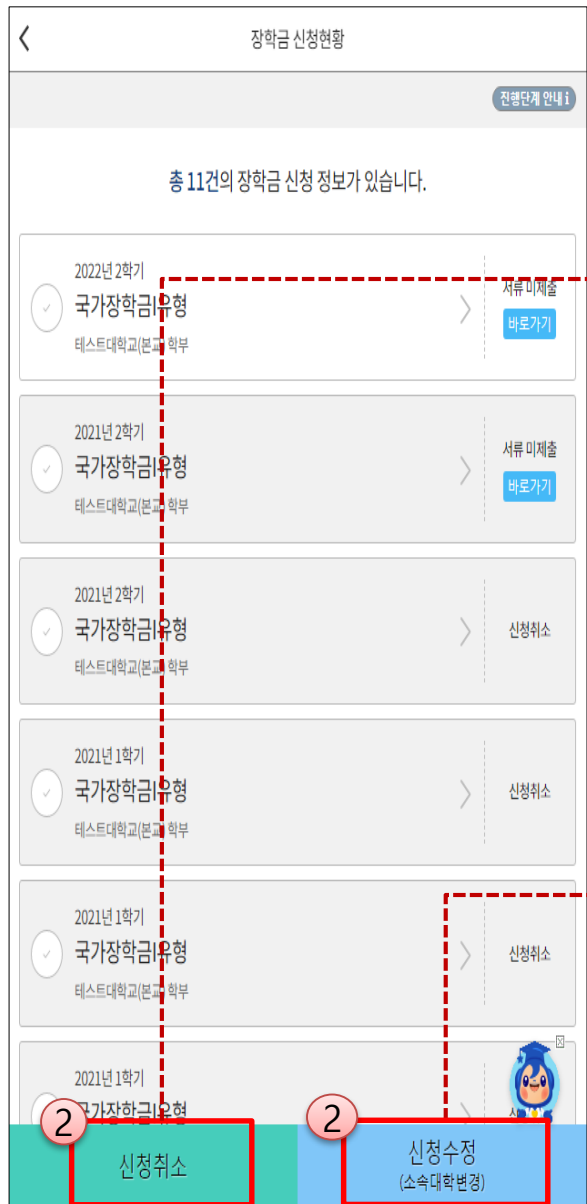 장학금 신청현황
진행단계 안내 i
총 11건의 장학금 신청 정보가 있습니다.
2022년 2학기
국가장학금I유형
테스트대학교(본교) 학부
서류 미제출
바로가기
2021년 2학기
국가장학금I유형
테스트대학교(본교) 학부
서류 미제출
바로가기
2021년 2학기
국가장학금I유형
테스트대학교(본교) 학부
신청취소
2021년 1학기
국가장학금I유형
테스트대학교(본교) 학부
신청취소
2021년 1학기
국가장학금I유형
테스트대학교(본교) 학부
신청취소
2021년 1학기
국가장학금I유형
2
신청취소
2
신청수정
(소속대학변경)